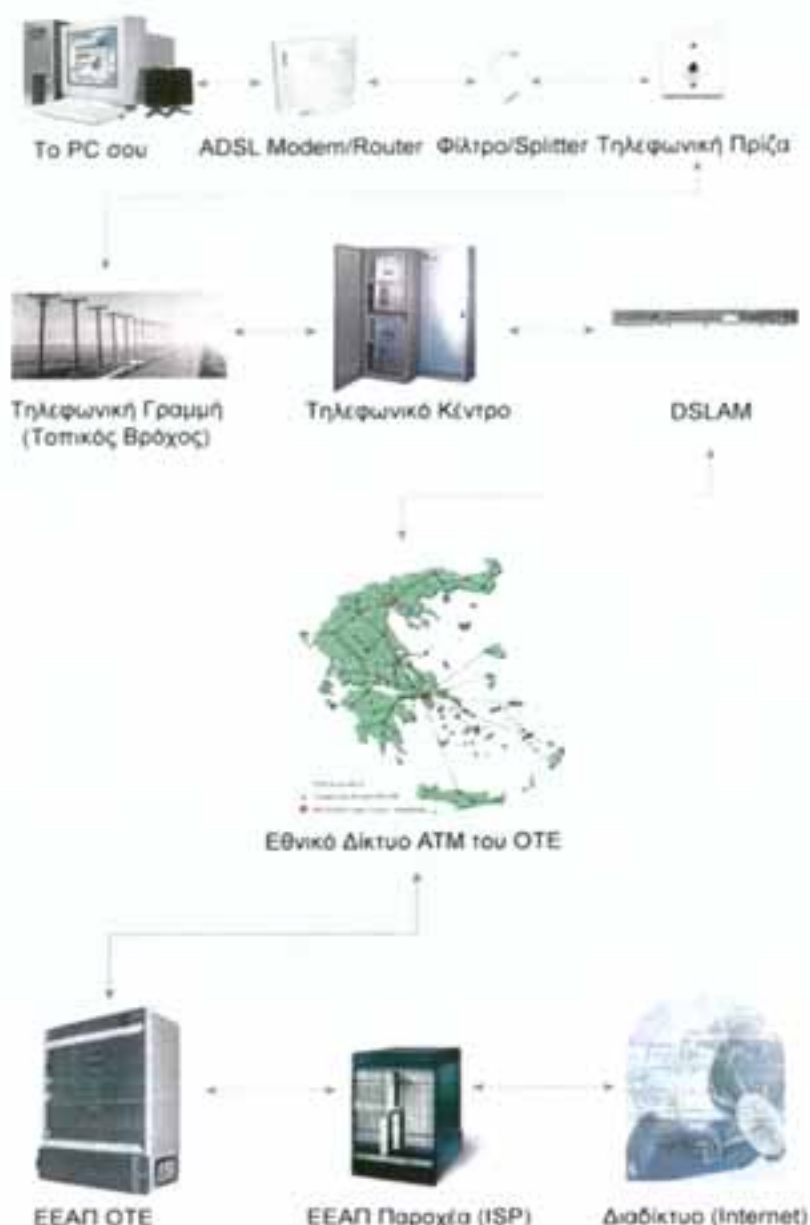 Το PC σου
ADSL Modem/Router
Φίλτρο/Splitter
Τηλεφωνική Πρίζα
Τηλεφωνική Γραμμή
(Τοπικός Βρόχος)
Τηλεφωνικό Κέντρο
DSLAM
Εθνικό Δίκτυο ATM του ΟΤΕ
ΕΕΑΠ ΟΤΕ
ΕΕΑΠ Παροχέα (ISP)
Διαδίκτυο (Internet)